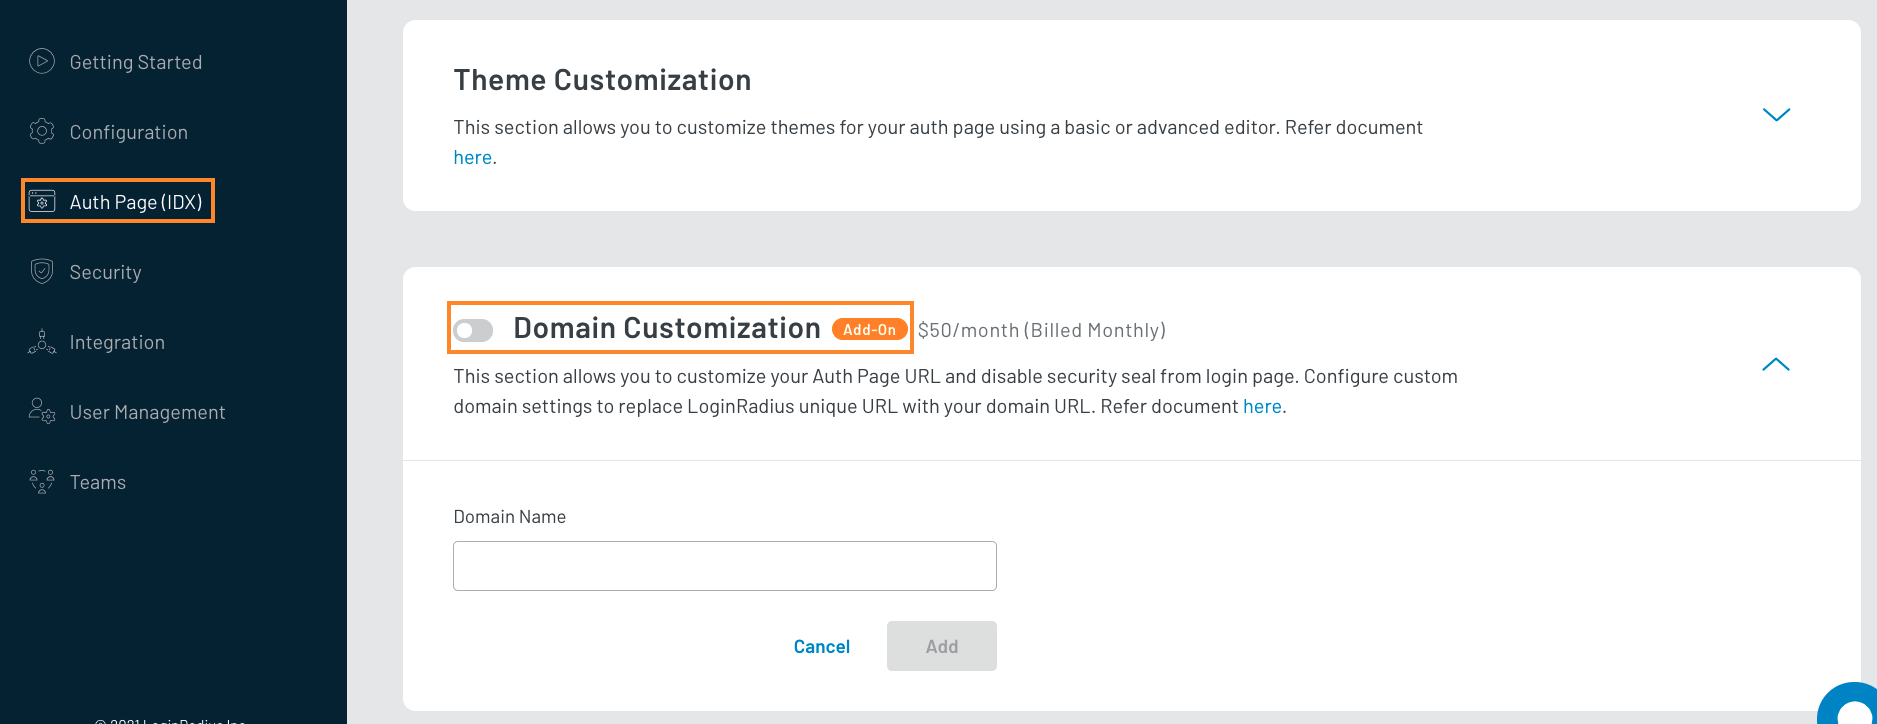 Getting Started
Configuration
Auth Page (IDX)
Security
Integration
User Management
Teams
Theme Customization
This section allows you to customize themes for your auth page using a basic or advanced editor. Refer document
here.
Domain Customization Add-On $50/month (Billed Monthly)
This section allows you to customize your Auth Page URL and disable security seal from login page. Configure custom
domain settings to replace LoginRadius unique URL with your domain URL. Refer document here.
Domain Name
Cancel Add
© 2021 LoginRadius Inc